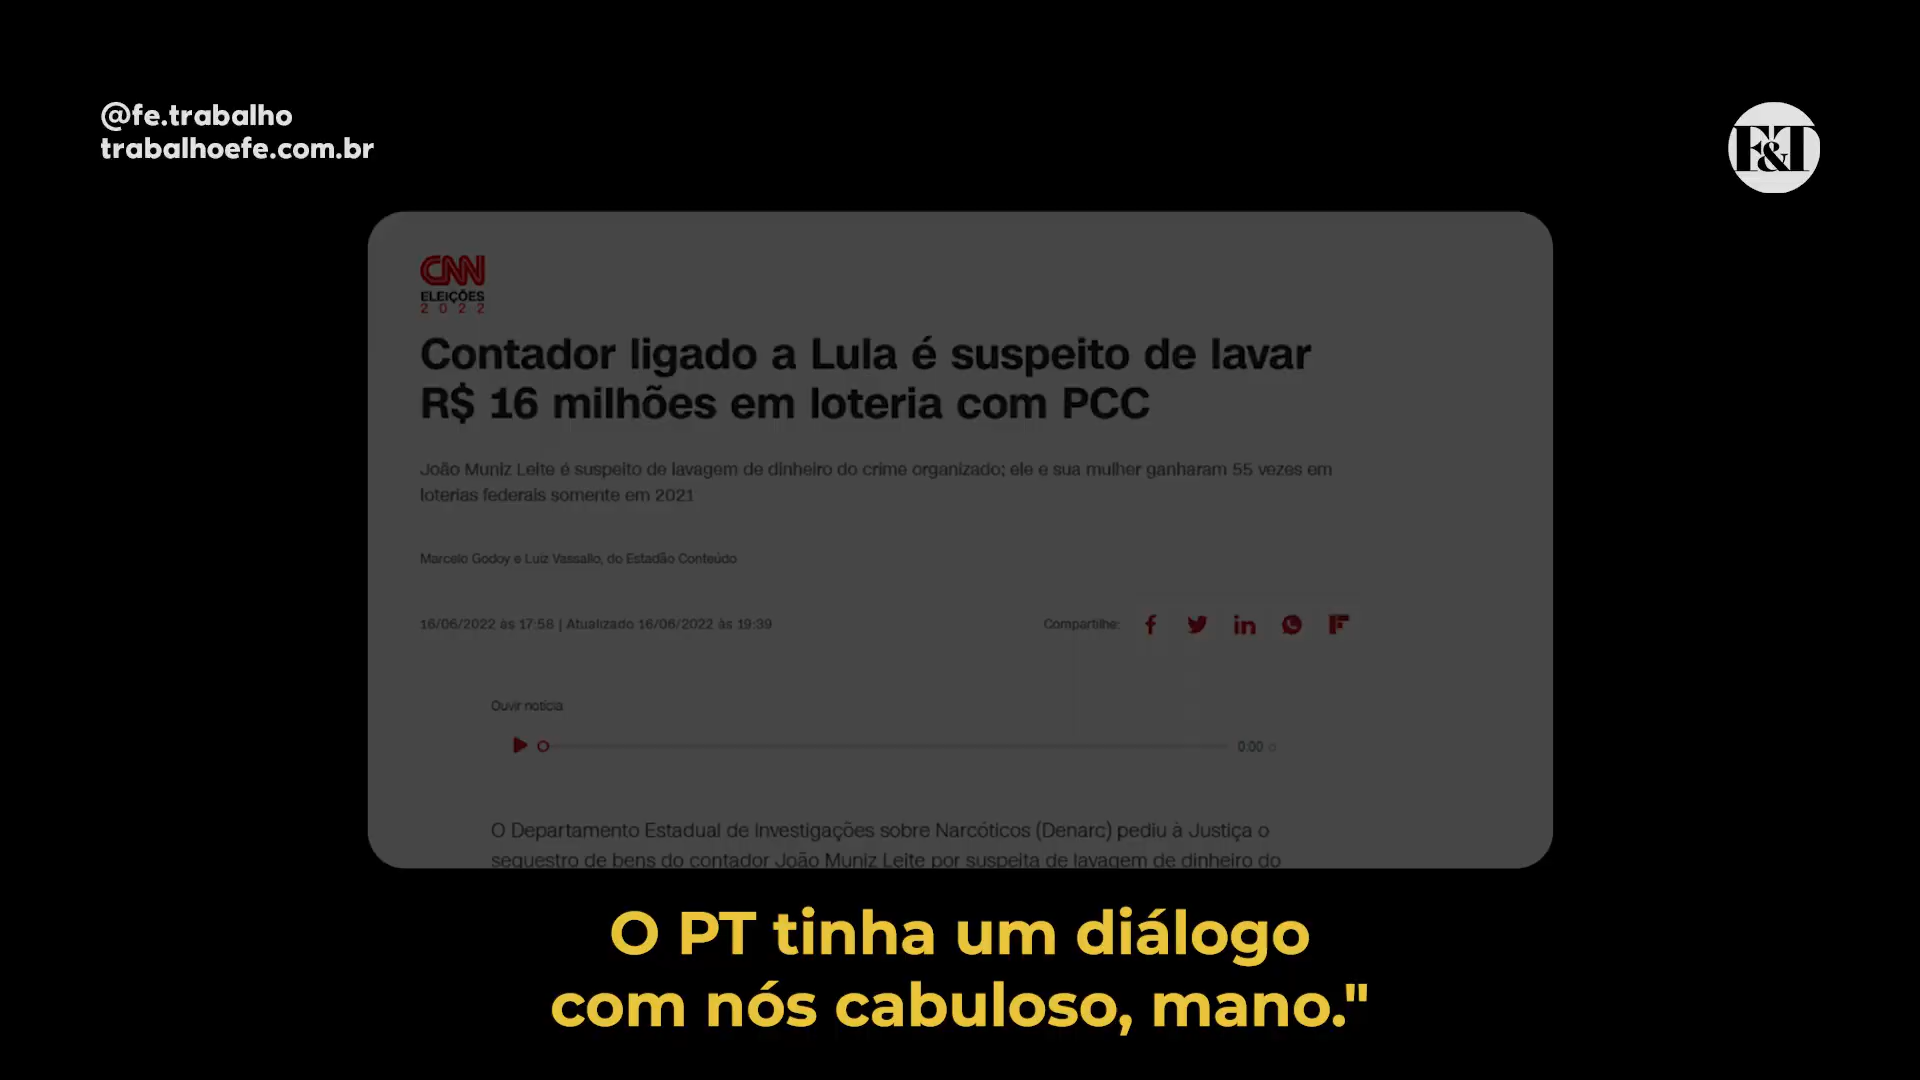 @fe.trabalho
trabalhoefe.com.br
F&T
CNN
ELEIÇÕES
2022
Contador ligado a Lula é suspeito de lavar
R$ 16 milhões em loteria com PCC
João Muniz Leite é suspeito de lavagem de dinheiro do crime organizado; ele e sua mulher ganharam 55 vezes em
loterias federais somente em 2021
Marcelo Godoy e Luiz Vassallo, do Estadão Conteúdo
16/06/2022 às 17:58 | Atualizado 16/06/2022 às 19:39
Compartilhe:
Ouvir notícia
0:00
O Departamento Estadual de Investigações sobre Narcóticos (Denarc) pediu à Justiça o
sequestro de bens do contador João Muniz Leite por suspeita de lavagem de dinheiro do
O PT tinha um diálogo
com nós cabuloso, mano."